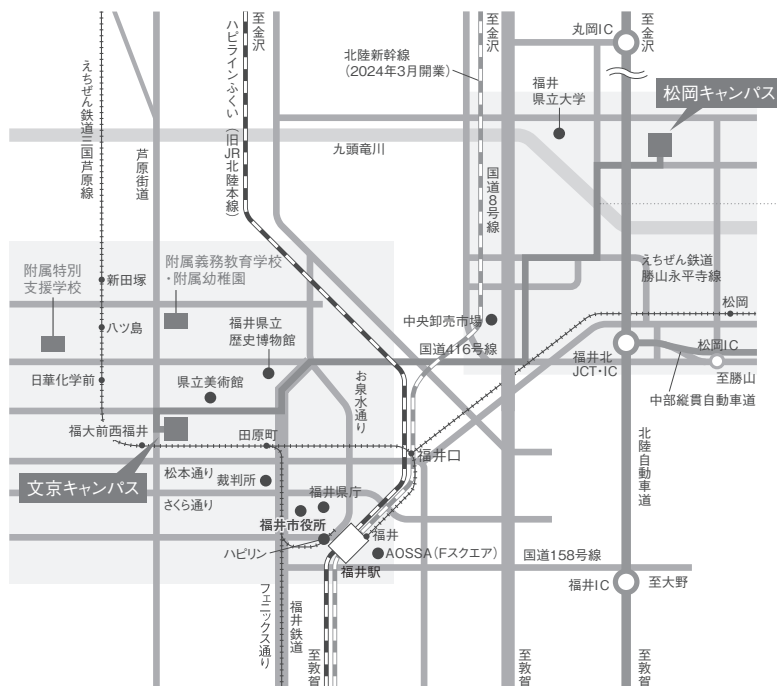 至金沢
至金沢
至金沢
丸岡IC
ハピラインふくい（旧JR北陸本線）
北陸新幹線
（2024年3月開業）
福井
県立大学
松岡キャンパス
えちぜん鉄道三国芦原線
芦原街道
九頭竜川
国道8号線
附属特別
支援学校
新田塚
附属義務教育学校
・附属幼稚園
えちぜん鉄道
勝山永平寺線
松岡
八ツ島
福井県立
歴史博物館
中央卸売市場
国道416号線
福井北
JCT・IC
松岡IC
至勝山
中部縦貫自動車道
日華化学前
県立美術館
お泉水通り
福大前西福井
田原町
福井口
北陸自動車道
文京キャンパス
松本通り
裁判所
さくら通り
福井県庁
福井市役所
ハピリン
福井
AOSSA（Fスクエア）
福井駅
国道158号線
福井IC
至大野
フェニックス通り
福井鉄道
至敦賀
至敦賀
至敦賀